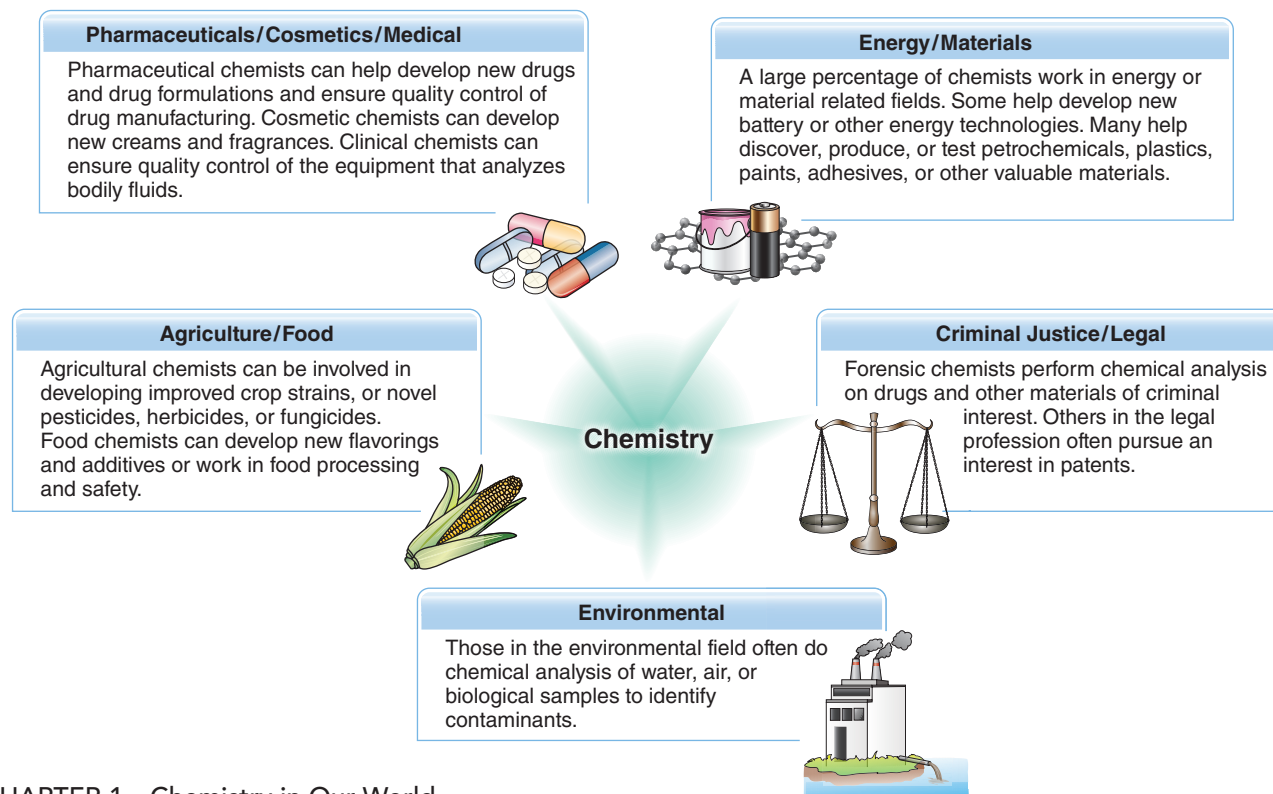 Pharmaceuticals/Cosmetics/Medical
Pharmaceutical chemists can help develop new drugs
and drug formulations and ensure quality control of
drug manufacturing. Cosmetic chemists can develop
new creams and fragrances. Clinical chemists can
ensure quality control of the equipment that analyzes
bodily fluids.
Energy/Materials
A large percentage of chemists work in energy or
material related fields. Some help develop new
battery or other energy technologies. Many help
discover, produce, or test petrochemicals, plastics,
paints, adhesives, or other valuable materials.
Agriculture/Food
Agricultural chemists can be involved in
developing improved crop strains, or novel
pesticides, herbicides, or fungicides.
Food chemists can develop new flavorings
and additives or work in food processing
and safety.
Chemistry
Criminal Justice/Legal
Forensic chemists perform chemical analysis
on drugs and other materials of criminal
interest. Others in the legal
profession often pursue an
interest in patents.
Environmental
Those in the environmental field often do
chemical analysis of water, air, or
biological samples to identify
contaminants.
HAPTER 1 Chemistry in Our World